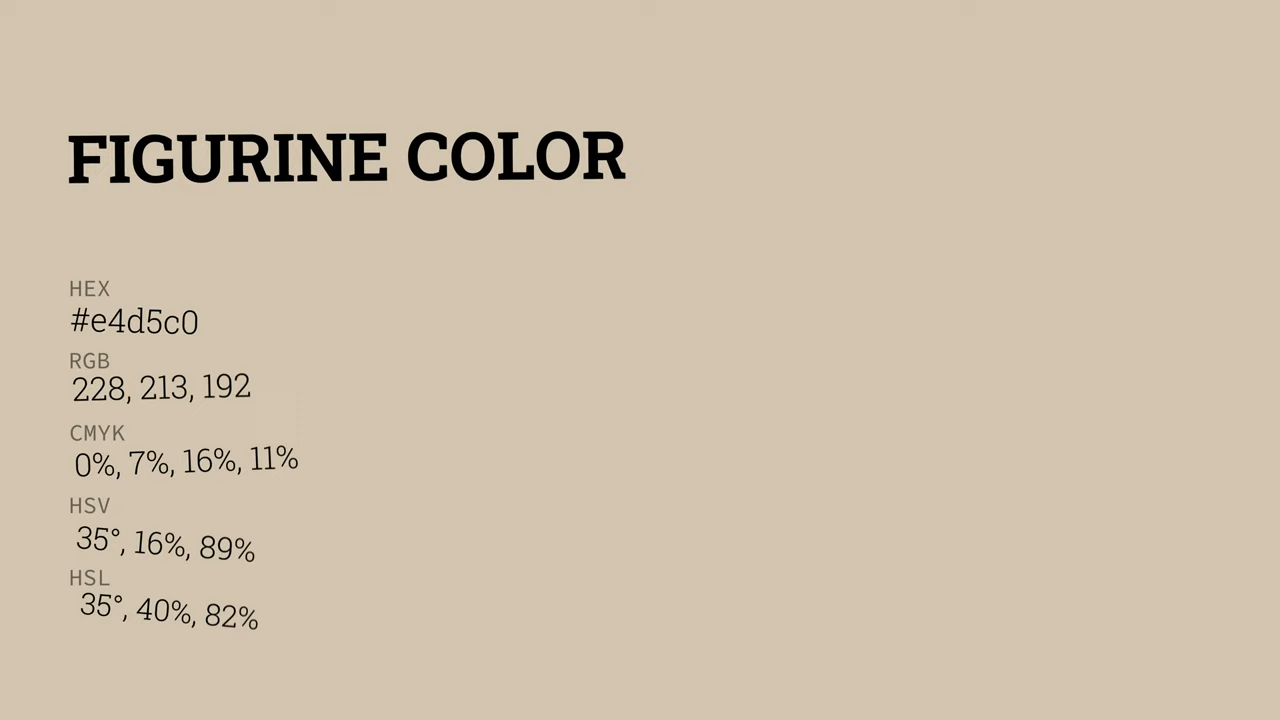 FIGURINE COLOR
HEX
#e4d5c0
RGB
228, 213, 192
CMYK
0%, 7%, 16%, 11%
HSV
35°, 16%, 89%
HSL
35°, 40%, 82%